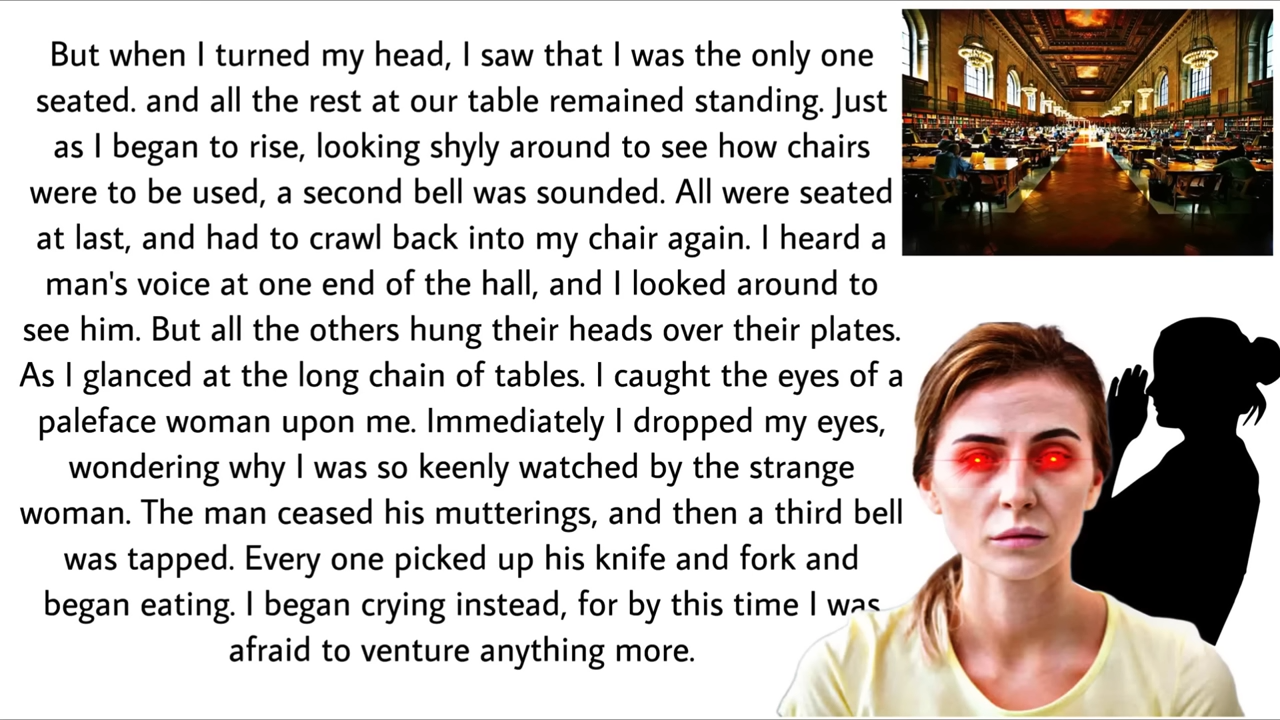 But when I turned my head, I saw that I was the only one
seated. and all the rest at our table remained standing. Just
as I began to rise, looking shyly around to see how chairs
were to be used, a second bell was sounded. All were seated
at last, and had to crawl back into my chair again. I heard a
man's voice at one end of the hall, and I looked around to
see him. But all the others hung their heads over their plates.
As I glanced at the long chain of tables. I caught the eyes of a
paleface woman upon me. Immediately I dropped my eyes,
wondering why I was so keenly watched by the strange
woman. The man ceased his mutterings, and then a third bell
was tapped. Every one picked up his knife and fork and
began eating. I began crying instead, for by this time I was
afraid to venture anything more.